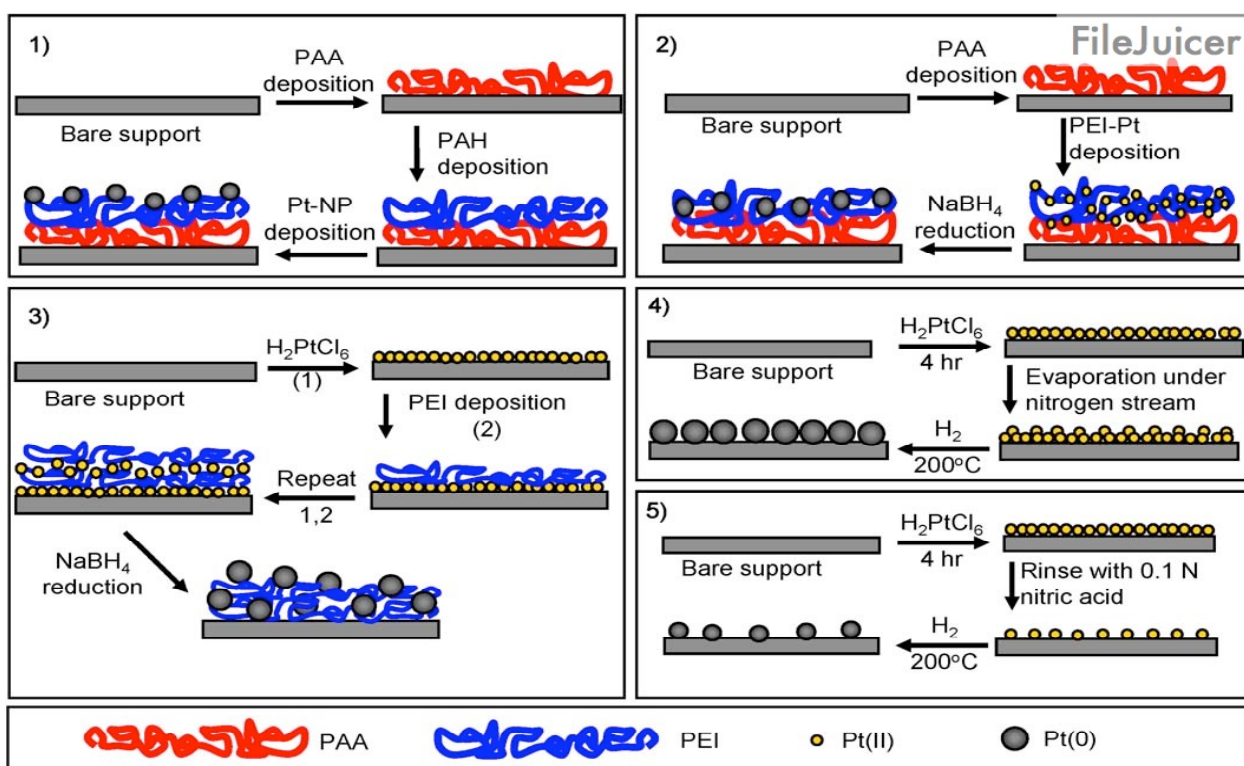 1)
PAA
deposition
Bare support
PAH
deposition
Pt-NP
deposition
2)
FileJuicer
PAA
deposition
Bare support
PEI-Pt
deposition
NaBH4
reduction
3)
H2PtCl6
(1)
Bare support
PEI deposition
(2)
Repeat
1,2
NaBH4
reduction
4)
H2PtCl6
4 hr
Bare support
Evaporation under
nitrogen stream
H2
200°C
5)
H2PtCl6
4 hr
Bare support
Rinse with 0.1 N
nitric acid
H2
200°C
PAA PEI Pt(II) Pt(0)